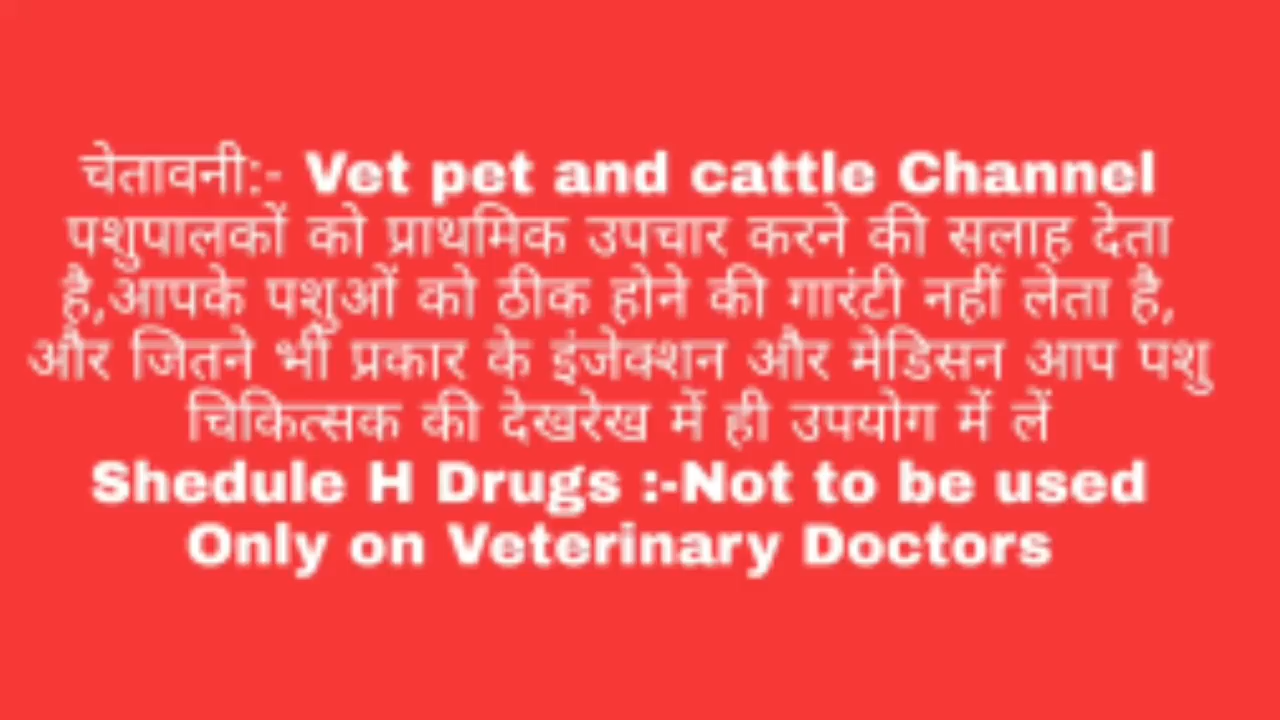 चेतावनी:- Vet pet and cattle Channel
पशुपालकों को प्राथमिक उपचार करने की सलाह देता
है,आपके पशुओं को ठीक होने की गारंटी नहीं लेता है,
और जितने भी प्रकार के इंजेक्शन और मेडिसन आप पशु
चिकित्सक की देखरेख में ही उपयोग में लें
Shedule H Drugs :-Not to be used
Only on Veterinary Doctors